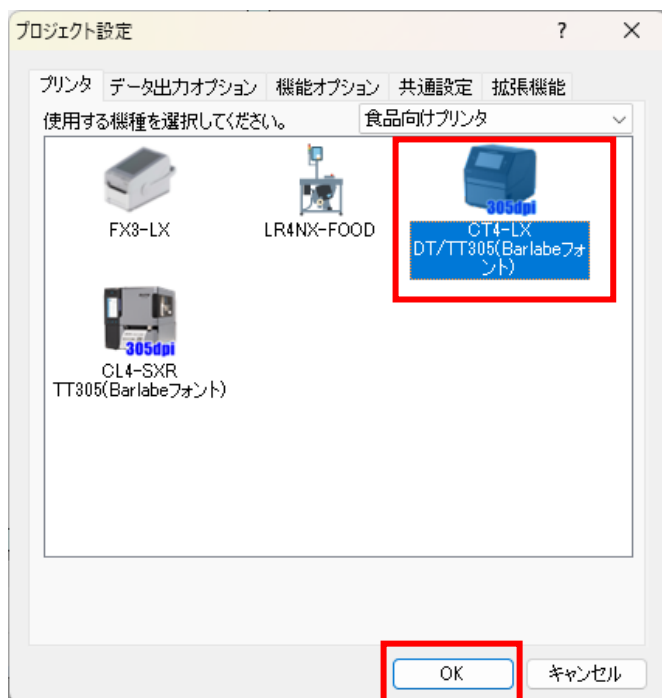 プロジェクト設定
?
×
プリンタ データ出力オプション 機能オプション 共通設定 拡張機能
使用する機種を選択してください。
食品向けプリンタ
FX3-LX
LR4NX-FOOD
305dpi
CT4-LX
DT/TT305(Barlabeフォ
ント)
305dpi
CL4-SXR
TT305(Barlabeフォント)
OK
キャンセル